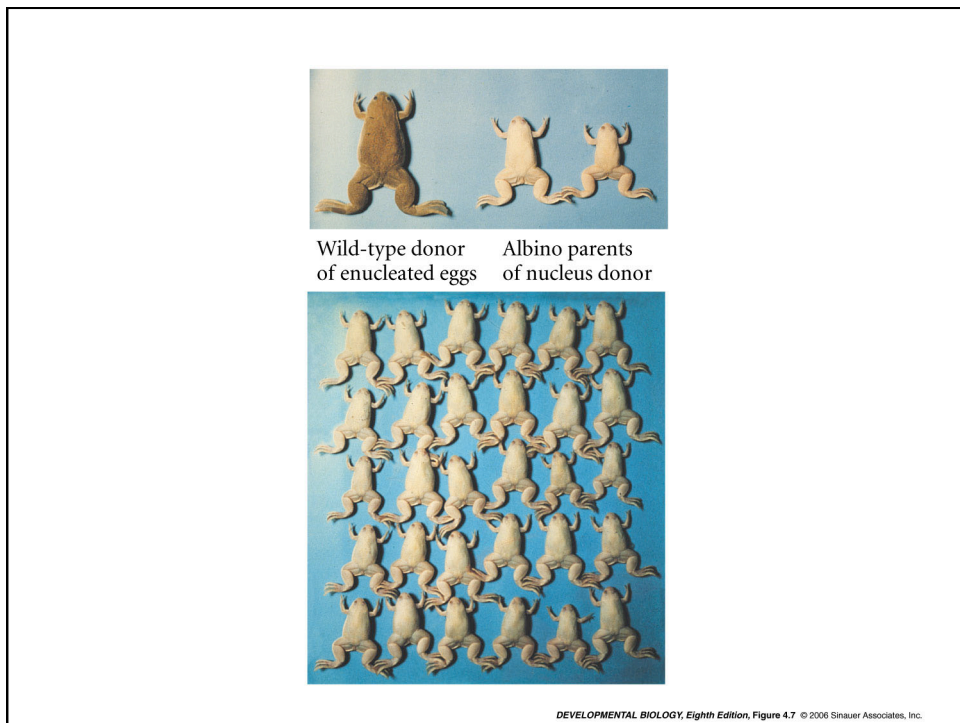 Wild-type donor
of enucleated eggs
Albino parents
of nucleus donor
DEVELOPMENTAL BIOLOGY, Eighth Edition, Figure 4.7 © 2006 Sinauer Associates, Inc.